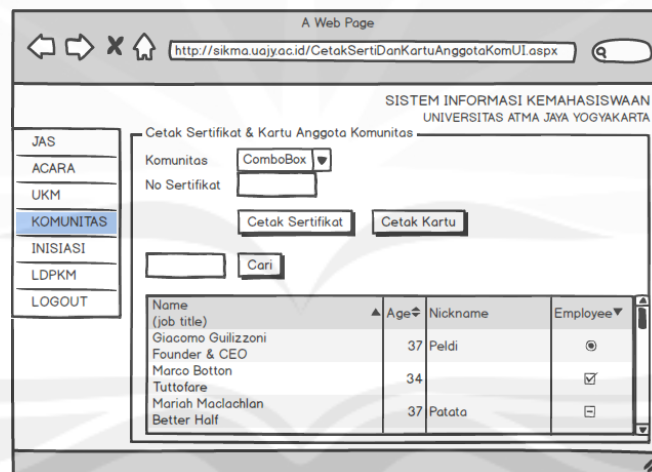 A Web Page
http://sikma.uajy.ac.id/CetakSertiDanKartuAnggotaKomUI.aspx
SISTEM INFORMASI KEMAHASISWAAN
UNIVERSITAS ATMA JAYA YOGYAKARTA
JAS
ACARA
UKM
KOMUNITAS
INISIASI
LDPKM
LOGOUT
Cetak Sertifikat & Kartu Anggota Komunitas
Komunitas ComboBox
No Sertifikat
Cetak Sertifikat Cetak Kartu
Cari
Name Age Nickname Employee
(job title)
Giacomo Guilizzoni 37 Peldi
Founder & CEO
Marco Botton 34
Tuttofare
Mariah Maclachlan 37 Patata
Better Half